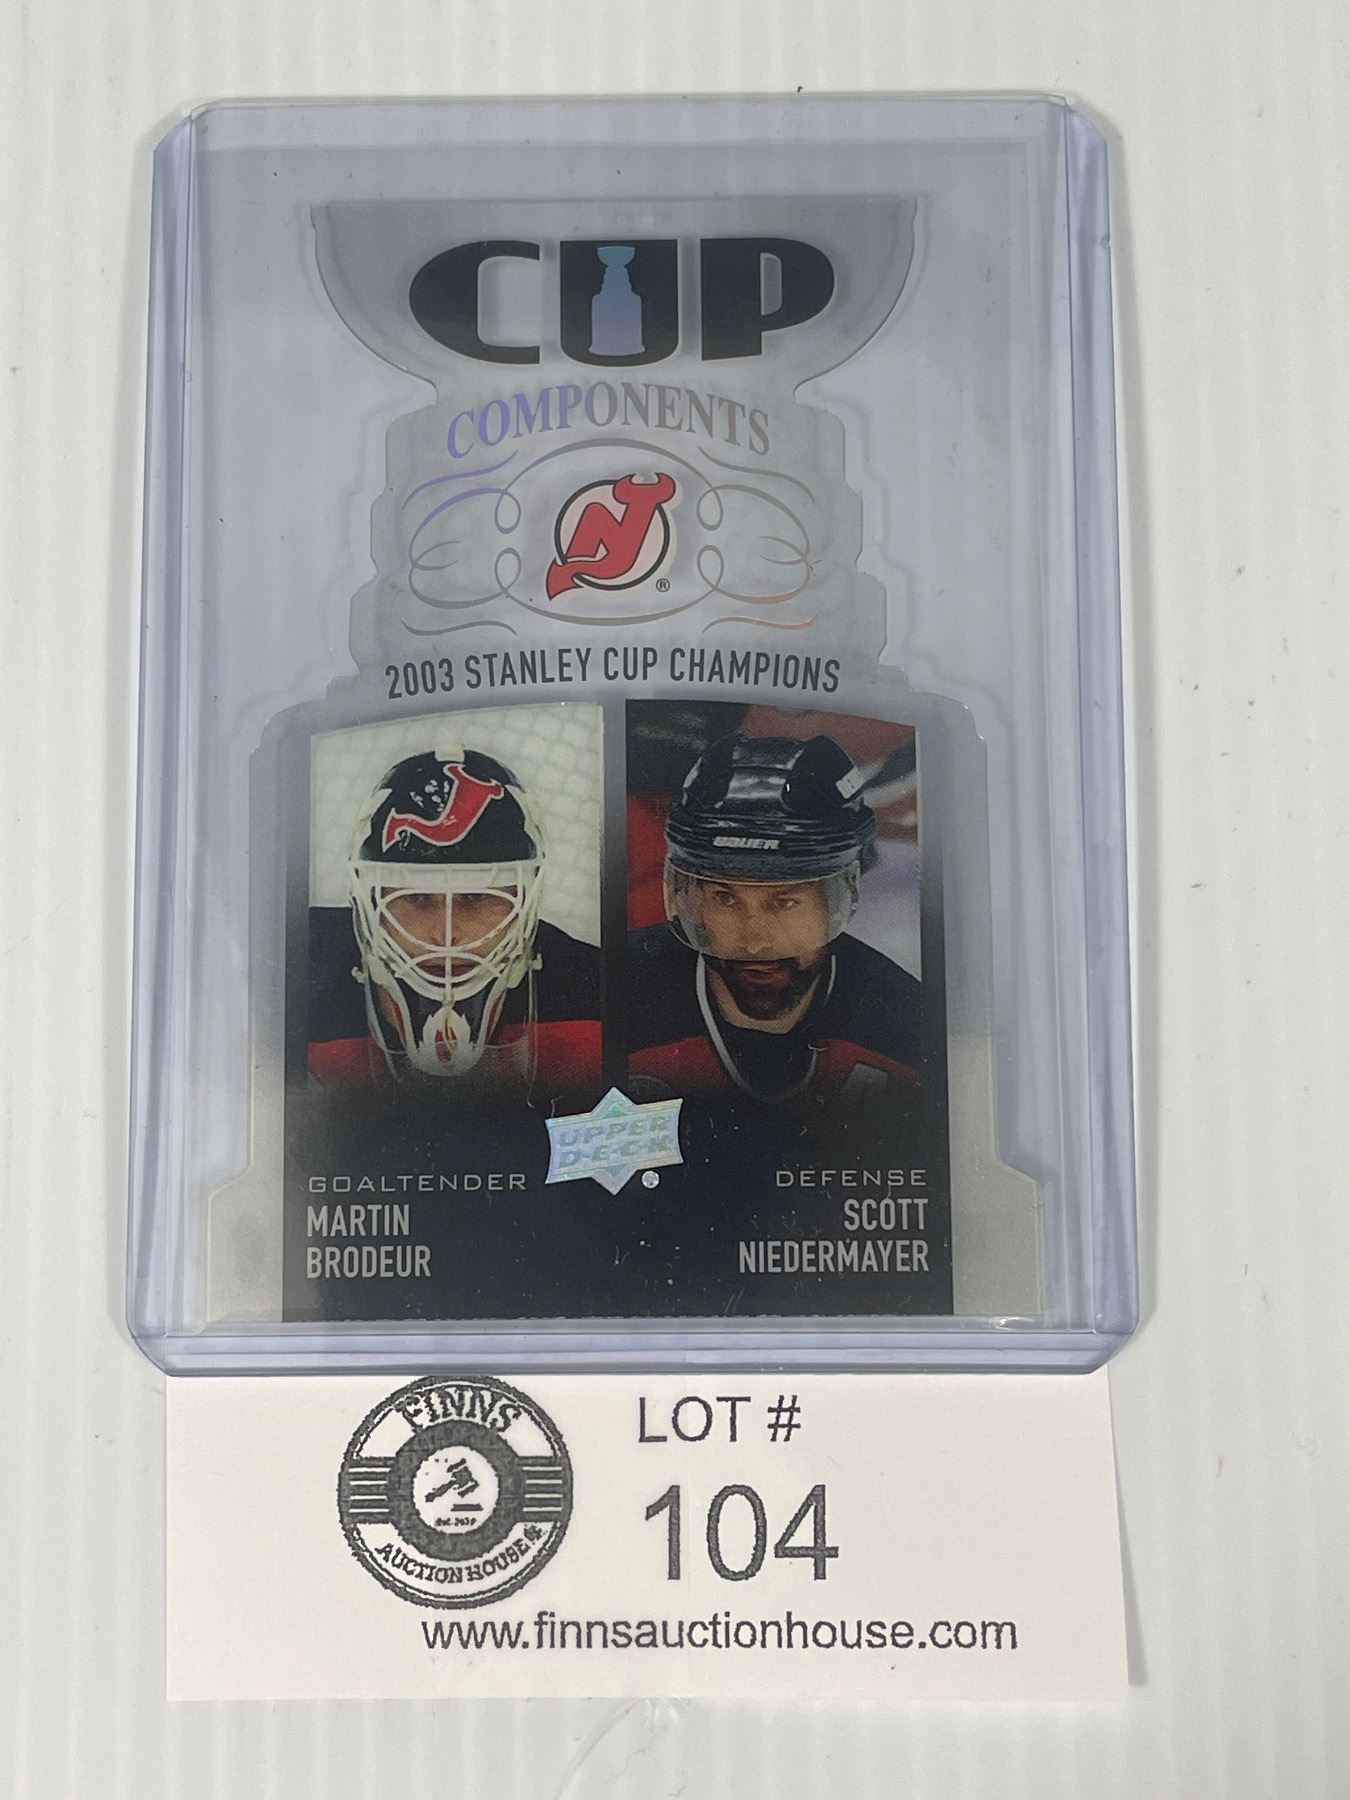 CUP
COMPONENTS
NJ
®
2003 STANLEY CUP CHAMPIONS
BAUER
UPPER
D·E·C·K
GOALTENDER
MARTIN
BRODEUR
DEFENSE
SCOTT
NIEDERMAYER
FINNS
AUCTION HOUSE
LOT #
104
www.finnsauctionhouse.com